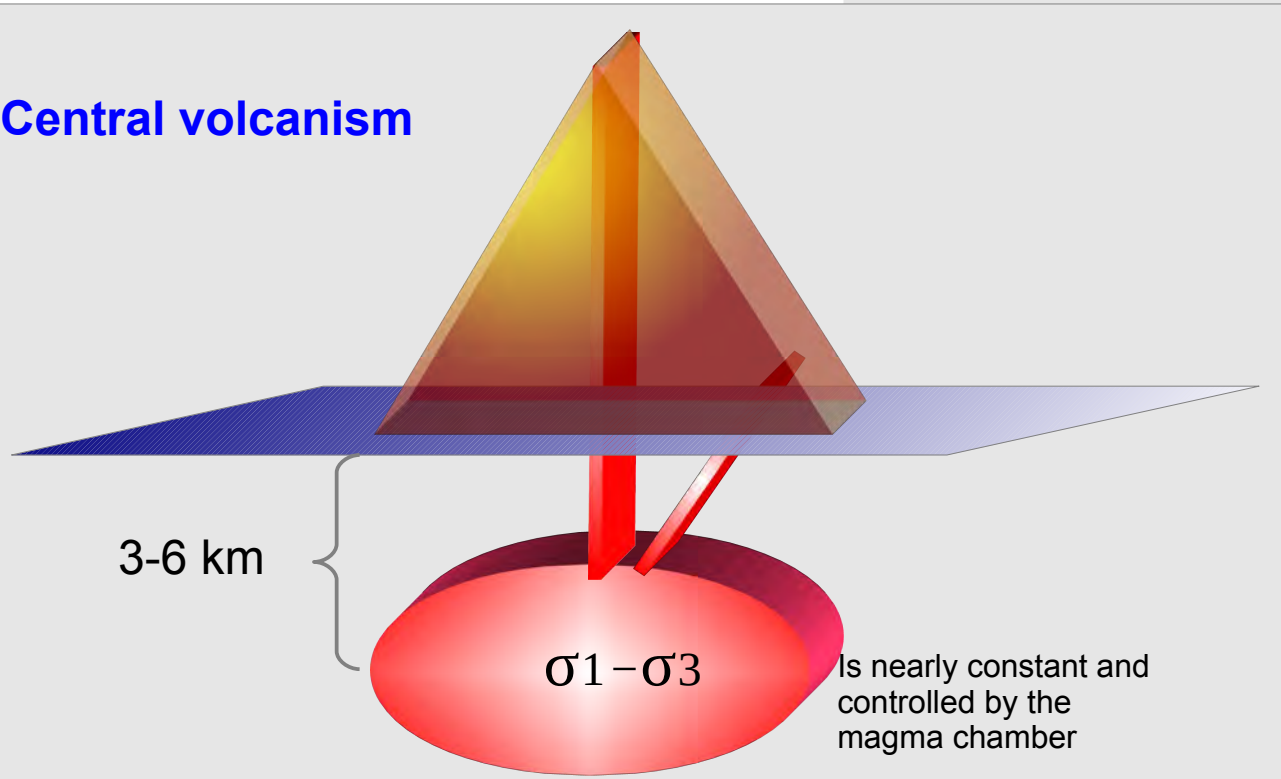 Central volcanism
3-6 km
σ1−σ3
Is nearly constant and
controlled by the
magma chamber